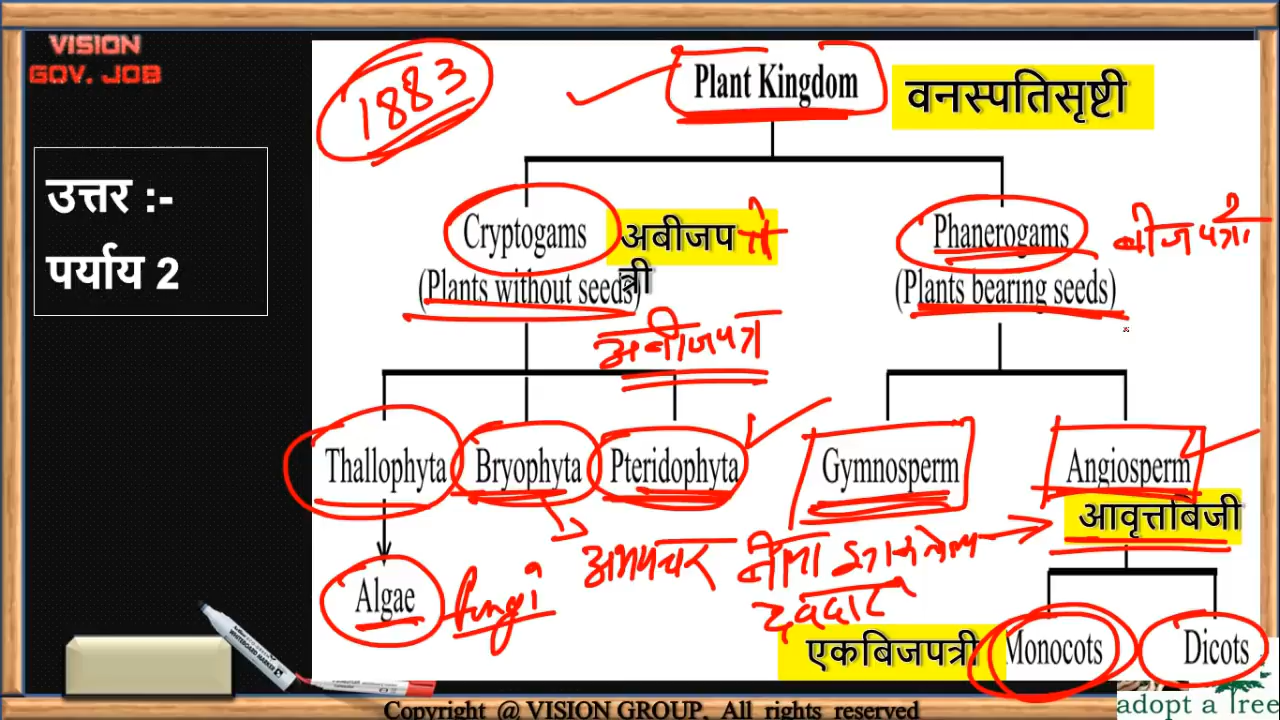 VISION
GOV. JOB
1883
Plant Kingdom
वनस्पतिसृष्टी
उत्तर :-
पर्याय 2
Cryptogams
अबीजप
त्री
(Plants without seeds)
अबीजपत्र
Phanerogams
बीजपत्री
(Plants bearing seeds)
Thallophyta
Bryophyta
Pteridophyta
Gymnosperm
Angiosperm
आवृत्तबिजी
Algae
fungi
देवदार
एकबिजपत्री
Monocots
Dicots
adopt a Tree
Copyright @ VISION GROUP. All rights reserved